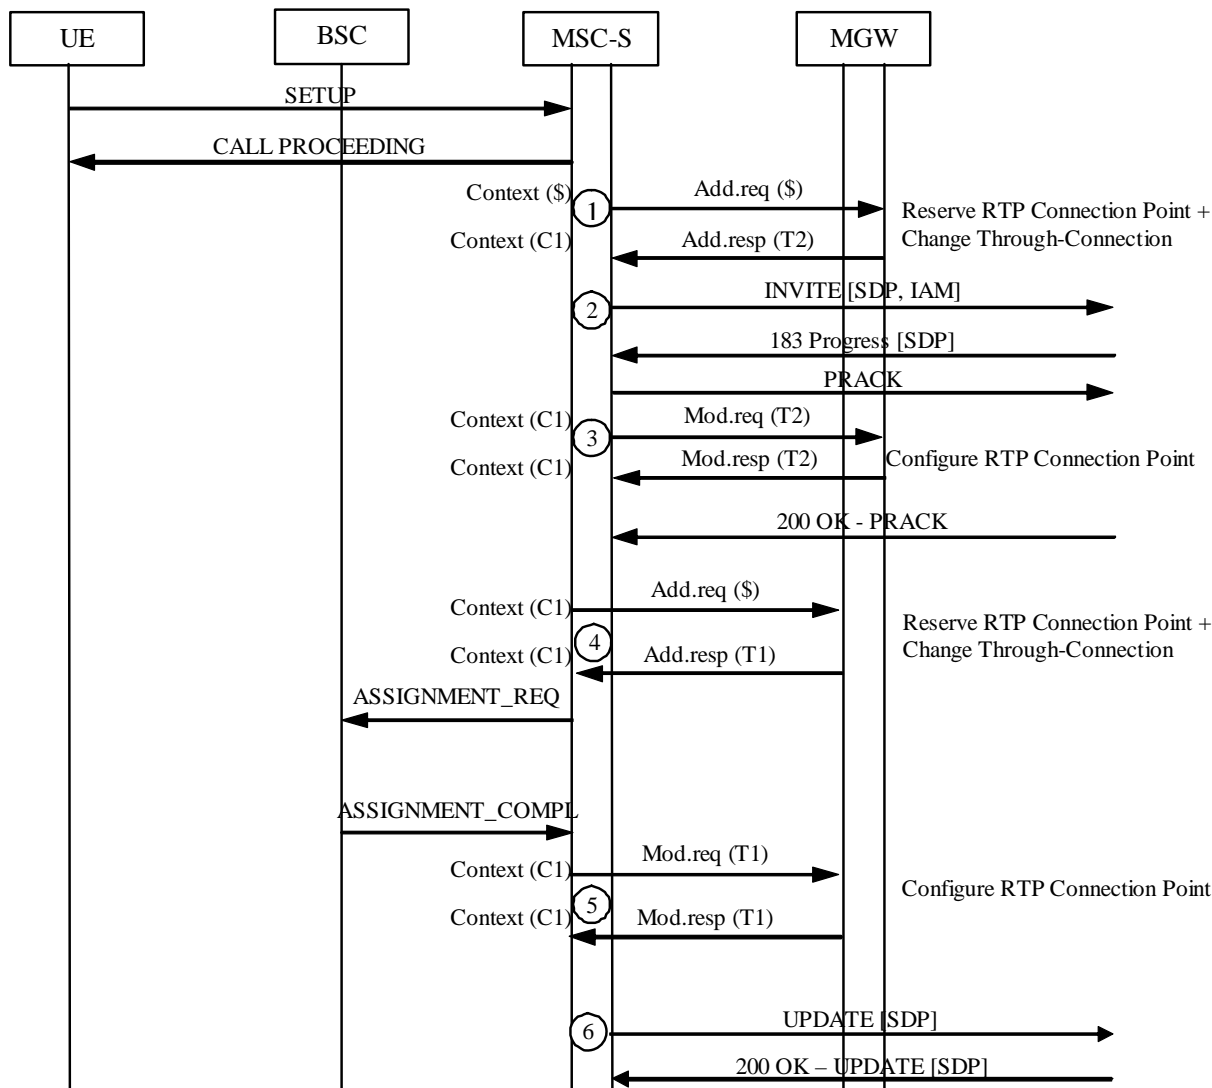 UE
BSC
MSC-S
MGW
SETUP
CALL PROCEEDING
Context ($)
1
Add.req ($)
Reserve RTP Connection Point +
Change Through-Connection
Context (C1)
Add.resp (T2)
2
INVITE [SDP, IAM]
183 Progress [SDP]
PRACK
Context (C1)
3
Mod.req (T2)
Context (C1)
Mod.resp (T2)
Configure RTP Connection Point
200 OK - PRACK
Context (C1)
Add.req ($)
Reserve RTP Connection Point +
Change Through-Connection
4
Context (C1)
Add.resp (T1)
ASSIGNMENT_REQ
ASSIGNMENT_COMPL
Context (C1)
Mod.req (T1)
Configure RTP Connection Point
5
Context (C1)
Mod.resp (T1)
6
UPDATE [SDP]
200 OK – UPDATE [SDP]